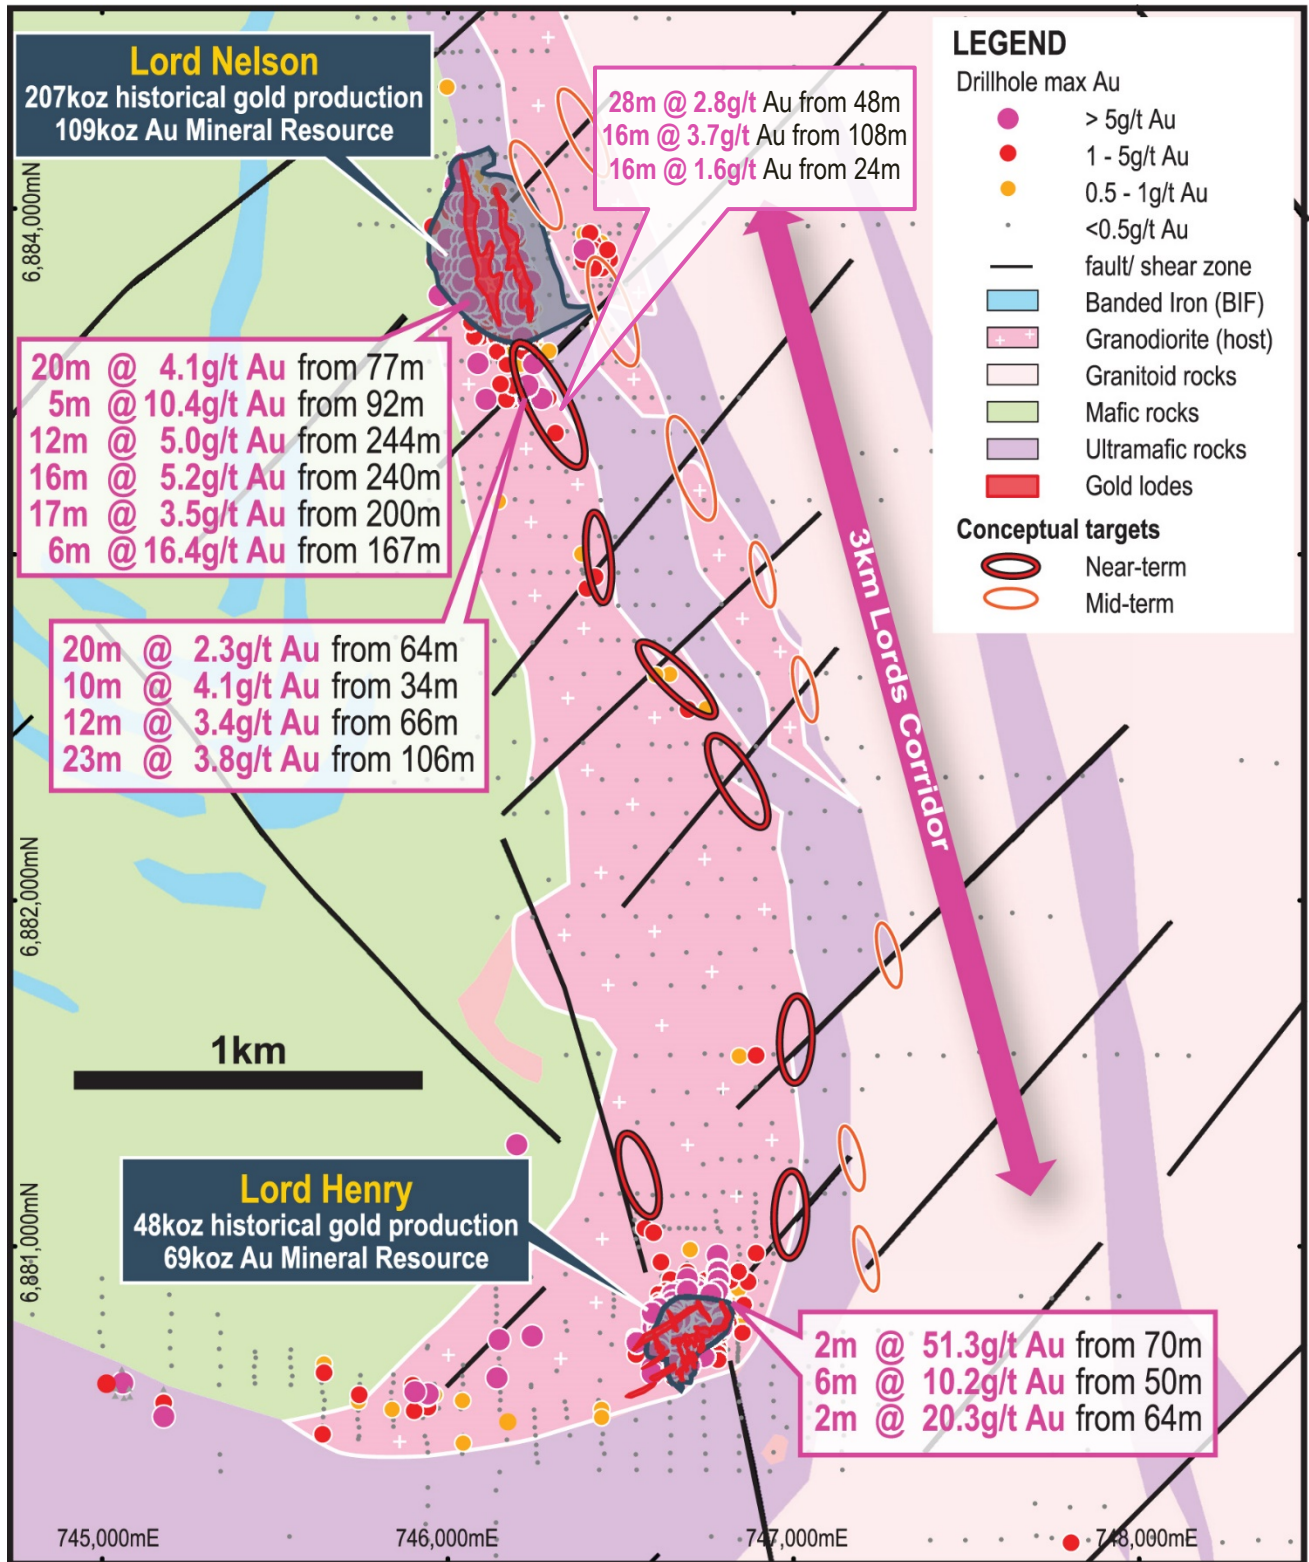 Lord Nelson
207koz historical gold production
109koz Au Mineral Resource
28m @ 2.8g/t Au from 48m
16m @ 3.7g/t Au from 108m
16m @ 1.6g/t Au from 24m
LEGEND
Drillhole max Au
> 5g/t Au
1 - 5g/t Au
0.5 - 1g/t Au
<0.5g/t Au
fault/ shear zone
Banded Iron (BIF)
Granodiorite (host)
Granitoid rocks
Mafic rocks
Ultramafic rocks
Gold lodes
Conceptual targets
Near-term
Mid-term
6,884,000mN
20m @ 4.1g/t Au from 77m
5m @ 10.4g/t Au from 92m
12m @ 5.0g/t Au from 244m
16m @ 5.2g/t Au from 240m
17m @ 3.5g/t Au from 200m
6m @ 16.4g/t Au from 167m
20m @ 2.3g/t Au from 64m
10m @ 4.1g/t Au from 34m
12m @ 3.4g/t Au from 66m
23m @ 3.8g/t Au from 106m
3km Lords Corridor
6,882,000mN
1km
Lord Henry
48koz historical gold production
69koz Au Mineral Resource
6,881,000mN
2m @ 51.3g/t Au from 70m
6m @ 10.2g/t Au from 50m
2m @ 20.3g/t Au from 64m
745,000mE
746,000mE
747,000mE
748,000mE